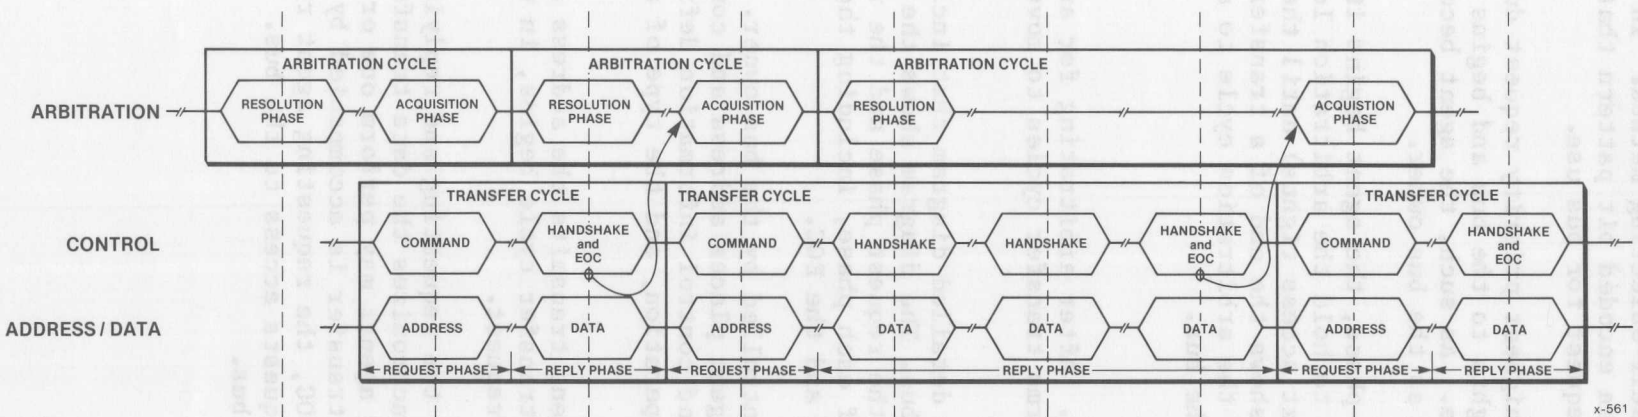 ARBITRATION CYCLE
ARBITRATION CYCLE
ARBITRATION CYCLE
ARBITRATION
RESOLUTION
PHASE
ACQUISITION
PHASE
RESOLUTION
PHASE
ACQUISITION
PHASE
RESOLUTION
PHASE
ACQUISTION
PHASE
TRANSFER CYCLE
TRANSFER CYCLE
TRANSFER CYCLE
CONTROL
COMMAND
HANDSHAKE
and
EOC
COMMAND
HANDSHAKE
HANDSHAKE
HANDSHAKE
and
EOC
COMMAND
HANDSHAKE
and
EOC
ADDRESS / DATA
ADDRESS
DATA
ADDRESS
DATA
DATA
DATA
ADDRESS
DATA
REQUEST PHASE
REPLY PHASE
REQUEST PHASE
REPLY PHASE
REQUEST PHASE
REPLY PHASE
x-561